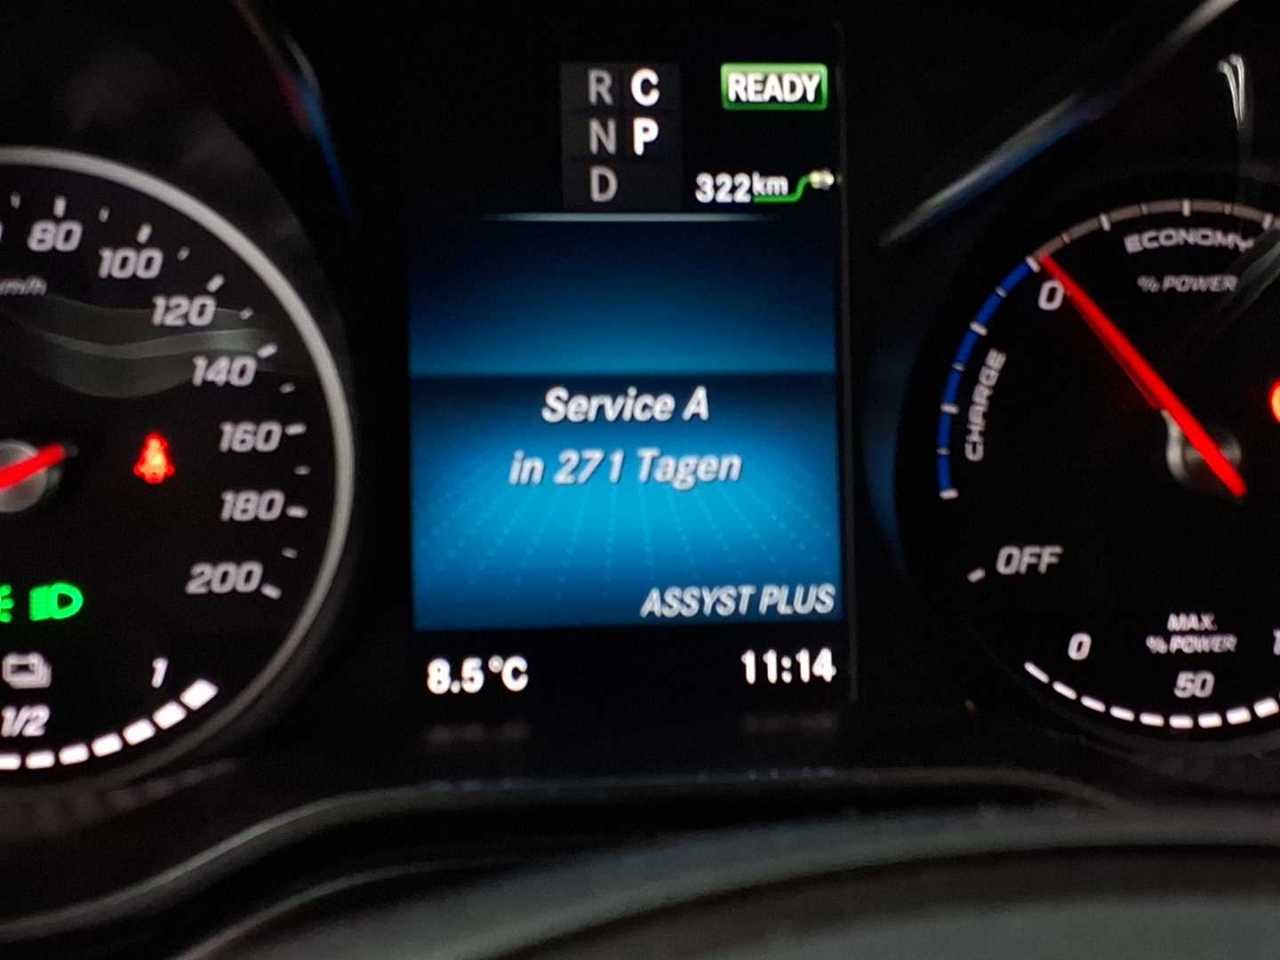 R C
N P
D
READY
322km
80
100
km/h
120
140
160
180
200
1
1/2
Service A
in 271 Tagen
ASSYST PLUS
8.5°C
11:14
ECONOMY
% POWER
0
CHARGE
OFF
MAX.
% POWER
0
50